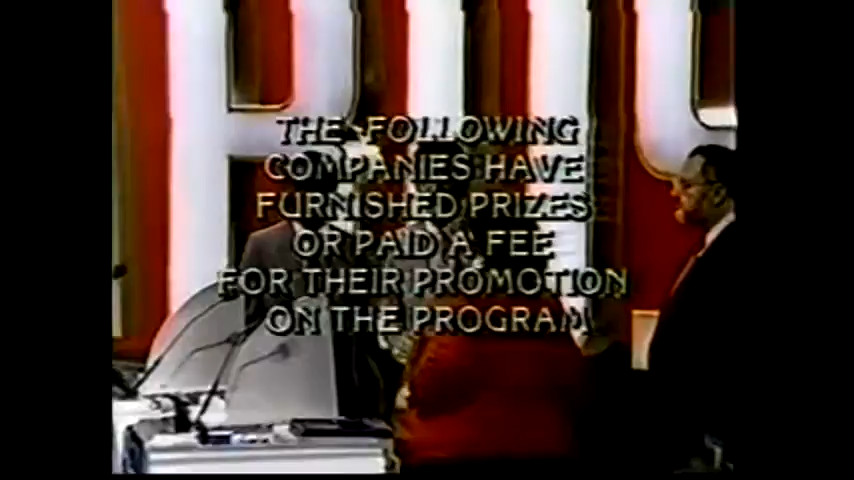 THE FOLLOWING
COMPANIES HAVE
FURNISHED PRIZES
OR PAID A FEE
FOR THEIR PROMOTION
ON THE PROGRAM